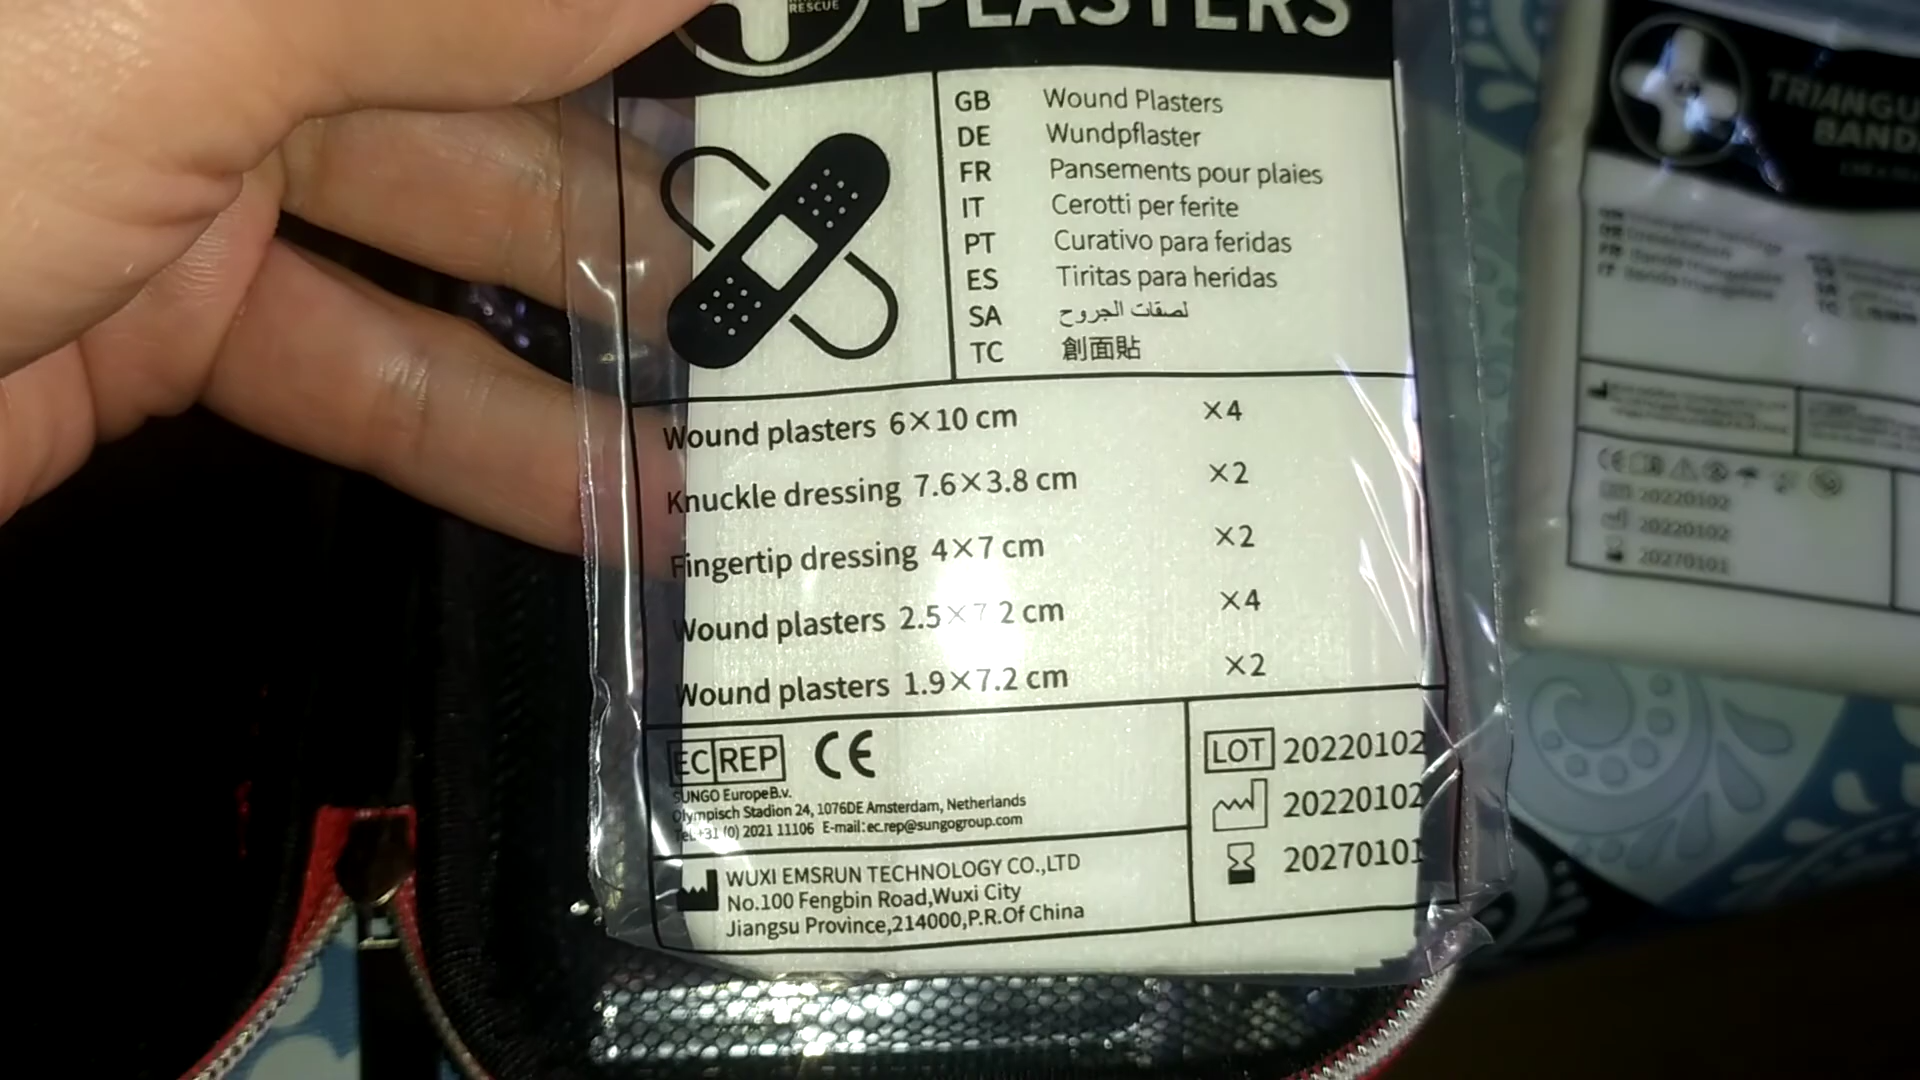 RESCUE
PLASTERS
GB Wound Plasters
DE Wundpflaster
FR Pansements pour plaies
IT Cerotti per ferite
PT Curativo para feridas
ES Tiritas para heridas
SA لصقات الجروح
TC 創面貼
Wound plasters 6×10 cm ×4
Knuckle dressing 7.6×3.8 cm ×2
Fingertip dressing 4×7 cm ×2
Wound plasters 2.5×7 2 cm ×4
Wound plasters 1.9×7.2 cm ×2
EC REP CE
SUNGO Europe B.v.
Olympisch Stadion 24, 1076DE Amsterdam, Netherlands
Tel.+31 (0) 2021 11106 E-mail:ec.rep@sungogroup.com
WUXI EMSRUN TECHNOLOGY CO.,LTD
No.100 Fengbin Road,Wuxi City
Jiangsu Province,214000,P.R.Of China
LOT 20220102
20220102
20270101
TRIANGU
BAND
CE
20220102
20220102
20270101